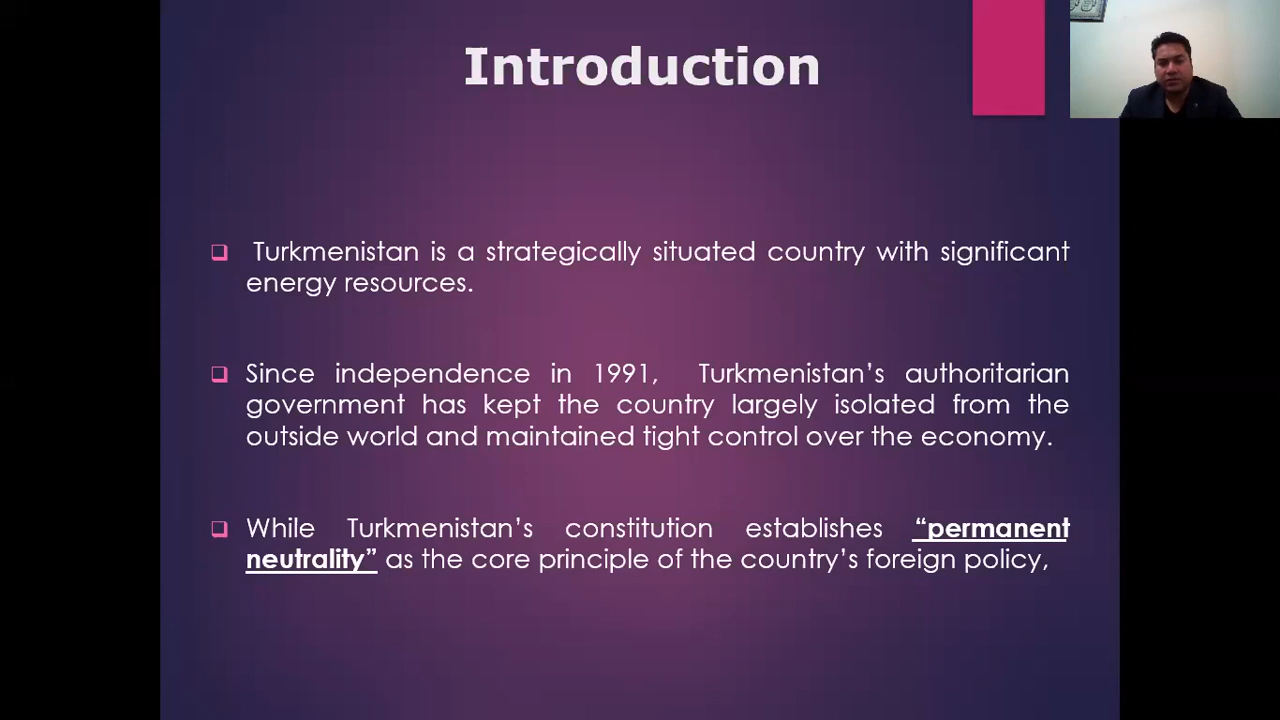 Introduction
Turkmenistan is a strategically situated country with significant
energy resources.
Since independence in 1991, Turkmenistan’s authoritarian
government has kept the country largely isolated from the
outside world and maintained tight control over the economy.
While Turkmenistan’s constitution establishes “permanent
neutrality” as the core principle of the country’s foreign policy,